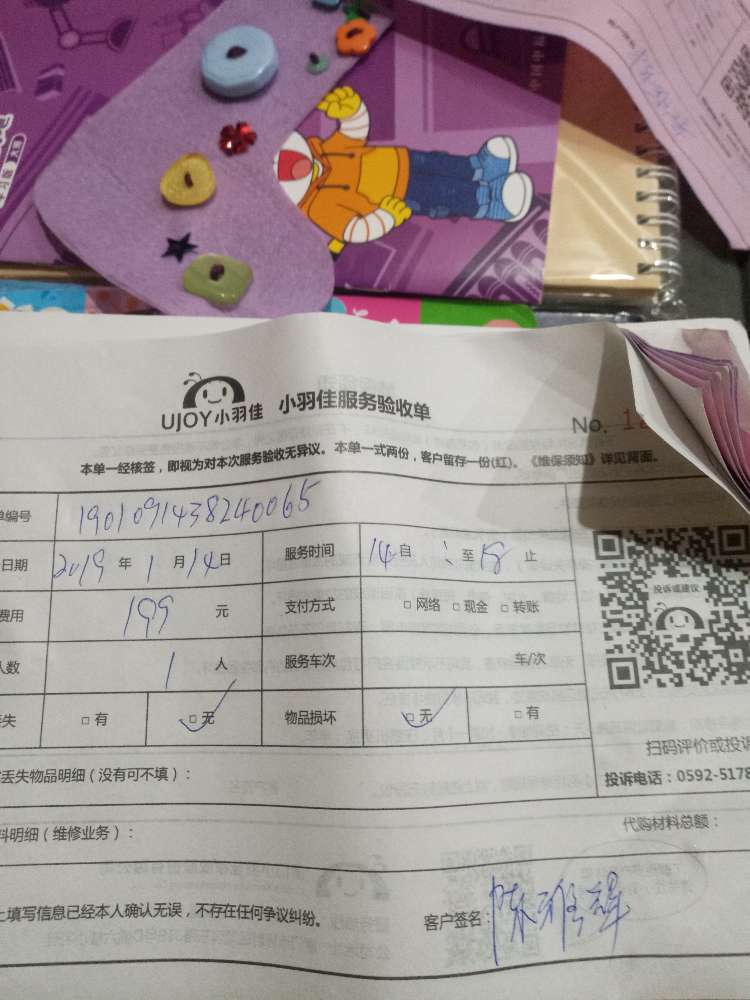 中国中福
UJOY小羽佳 小羽佳服务验收单
No. 1
本单一经核签，即视为对本次服务验收无异议。本单一式两份，客户留存一份(红)。《维保须知》详见背面。
单编号 1901091438240065
日期 2019 年 1 月 14 日 服务时间 14 自 : 至 18 止
费用 199 元 支付方式 □ 网络 □ 现金 □ 转账
人数 1 人 服务车次 车/次
丢失 □ 有 □ 无 物品损坏 □ 无 □ 有
投诉或建议
扫码评价或投诉
投诉电话：0592-5178
丢失物品明细（没有可不填）：
料明细（维修业务）： 代购材料总额：
上填写信息已经本人确认无误，不存在任何争议纠纷。 客户签名：